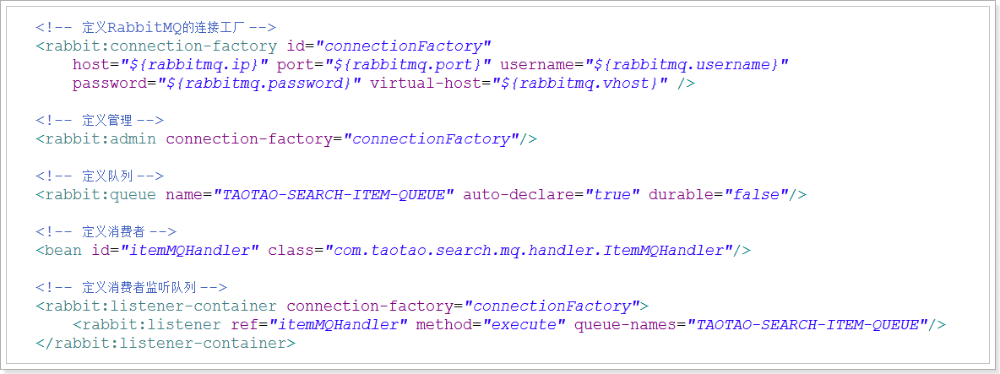 <!-- 定义RabbitMQ的连接工厂 -->
<rabbit:connection-factory id="connectionFactory"
host="${rabbitmq.ip}" port="${rabbitmq.port}" username="${rabbitmq.username}"
password="${rabbitmq.password}" virtual-host="${rabbitmq.vhost}" />
<!-- 定义管理 -->
<rabbit:admin connection-factory="connectionFactory"/>
<!-- 定义队列 -->
<rabbit:queue name="TAOTAO-SEARCH-ITEM-QUEUE" auto-declare="true" durable="false"/>
<!-- 定义消费者 -->
<bean id="itemMQHandler" class="com.taotao.search.mq.handler.ItemMQHandler"/>
<!-- 定义消费者监听队列 -->
<rabbit:listener-container connection-factory="connectionFactory">
<rabbit:listener ref="itemMQHandler" method="execute" queue-names="TAOTAO-SEARCH-ITEM-QUEUE"/>
</rabbit:listener-container>